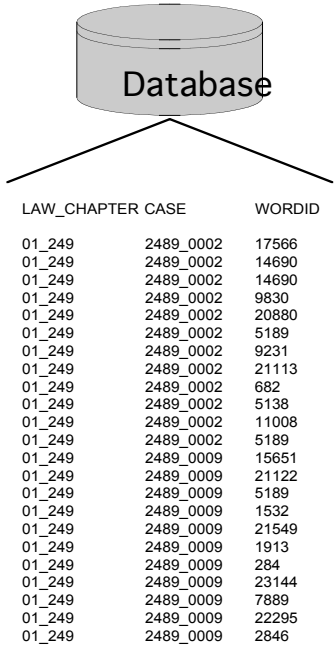 Database
LAW_CHAPTER CASE WORDID
01_249 2489_0002 17566
01_249 2489_0002 14690
01_249 2489_0002 14690
01_249 2489_0002 9830
01_249 2489_0002 20880
01_249 2489_0002 5189
01_249 2489_0002 9231
01_249 2489_0002 21113
01_249 2489_0002 682
01_249 2489_0002 5138
01_249 2489_0002 11008
01_249 2489_0002 5189
01_249 2489_0009 15651
01_249 2489_0009 21122
01_249 2489_0009 5189
01_249 2489_0009 1532
01_249 2489_0009 21549
01_249 2489_0009 1913
01_249 2489_0009 284
01_249 2489_0009 23144
01_249 2489_0009 7889
01_249 2489_0009 22295
01_249 2489_0009 2846